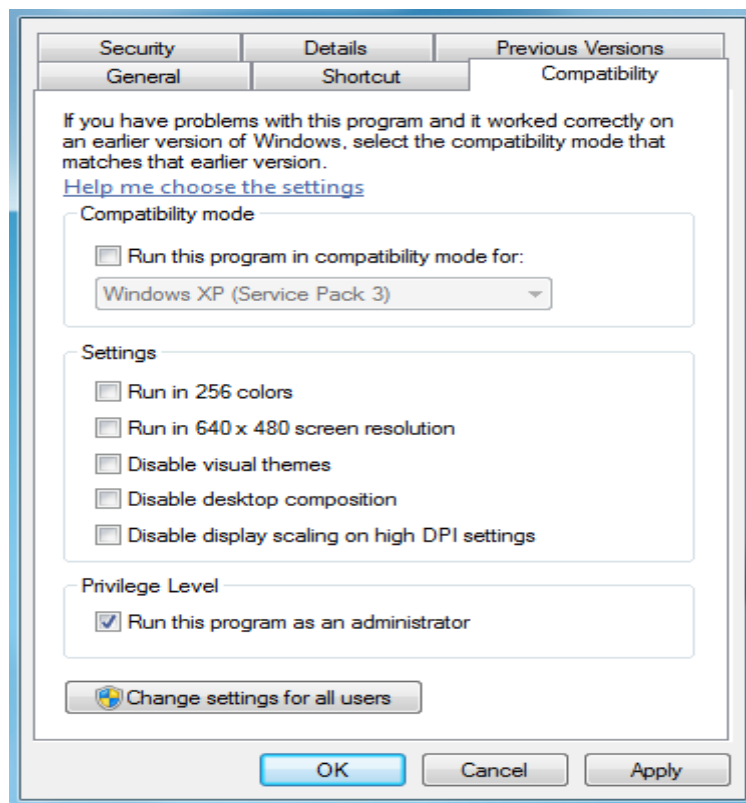 Security Details Previous Versions
General Shortcut Compatibility
If you have problems with this program and it worked correctly on
an earlier version of Windows, select the compatibility mode that
matches that earlier version.
Help me choose the settings
Compatibility mode
Run this program in compatibility mode for:
Windows XP (Service Pack 3)
Settings
Run in 256 colors
Run in 640 x 480 screen resolution
Disable visual themes
Disable desktop composition
Disable display scaling on high DPI settings
Privilege Level
Run this program as an administrator
Change settings for all users
OK Cancel Apply